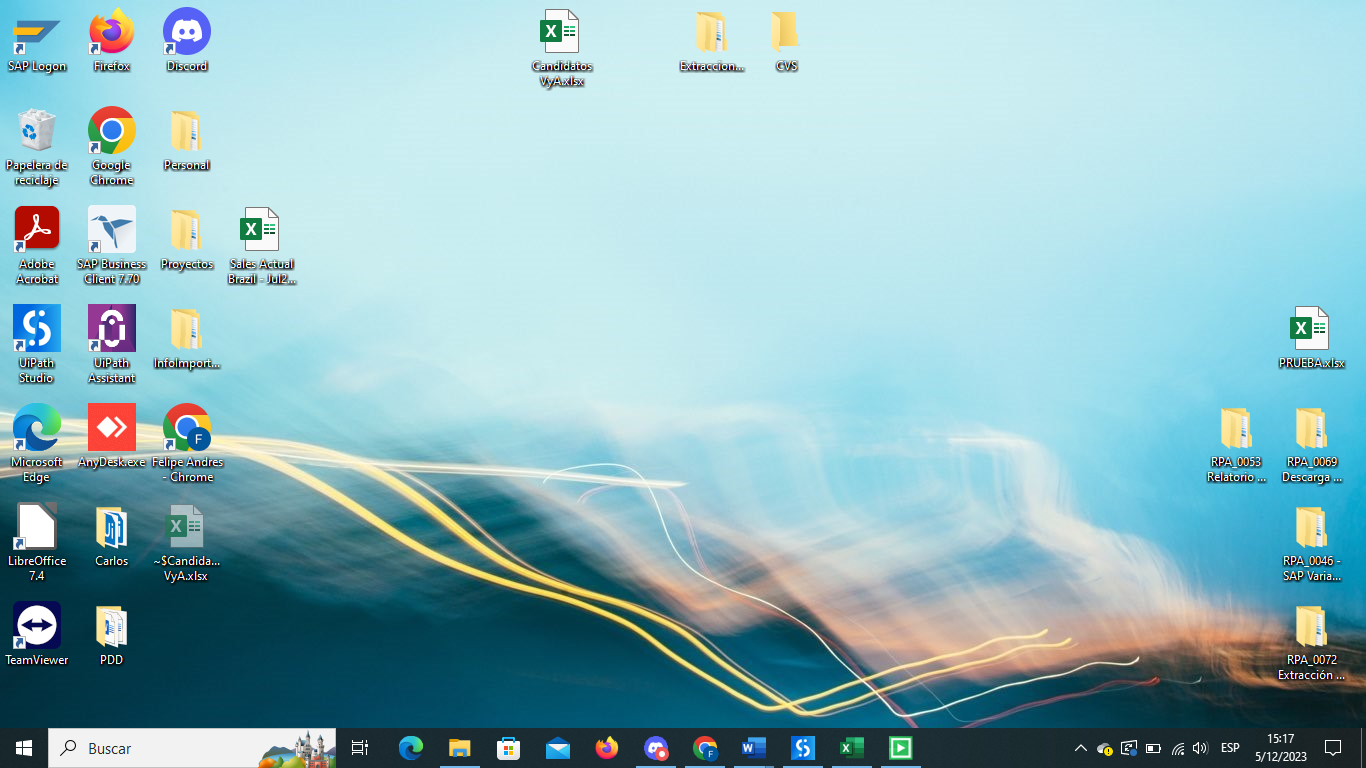 SAP Logon
Firefox
Discord
Candidatos
VyA.xlsx
Extraccion...
CVS
Papelera de
reciclaje
Google
Chrome
Personal
Adobe
Acrobat
SAP Business
Client 7.70
Proyectos
Sales Actual
Brazil - Jul2...
UiPath
Studio
UiPath
Assistant
InfoImport...
PRUEBA.xlsx
Microsoft
Edge
AnyDesk.exe
Felipe Andres
- Chrome
RPA_0053
Relatorio ...
RPA_0069
Descarga ...
LibreOffice
7.4
Carlos
~$Candida...
VyA.xlsx
RPA_0046 -
SAP Varia...
TeamViewer
PDD
RPA_0072
Extracción ...
Buscar
ESP
15:17
5/12/2023